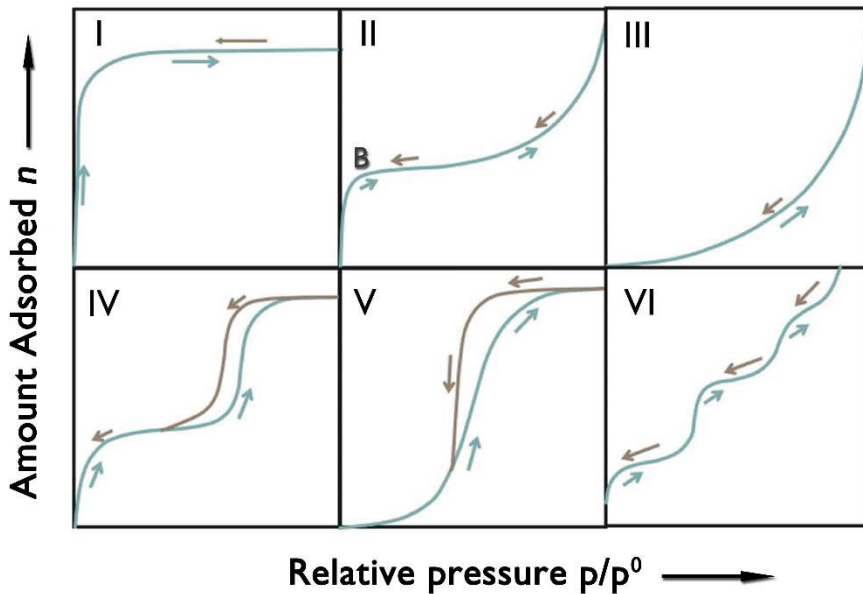 I
II
III
B
IV
V
VI
Amount Adsorbed n
Relative pressure p/p⁰